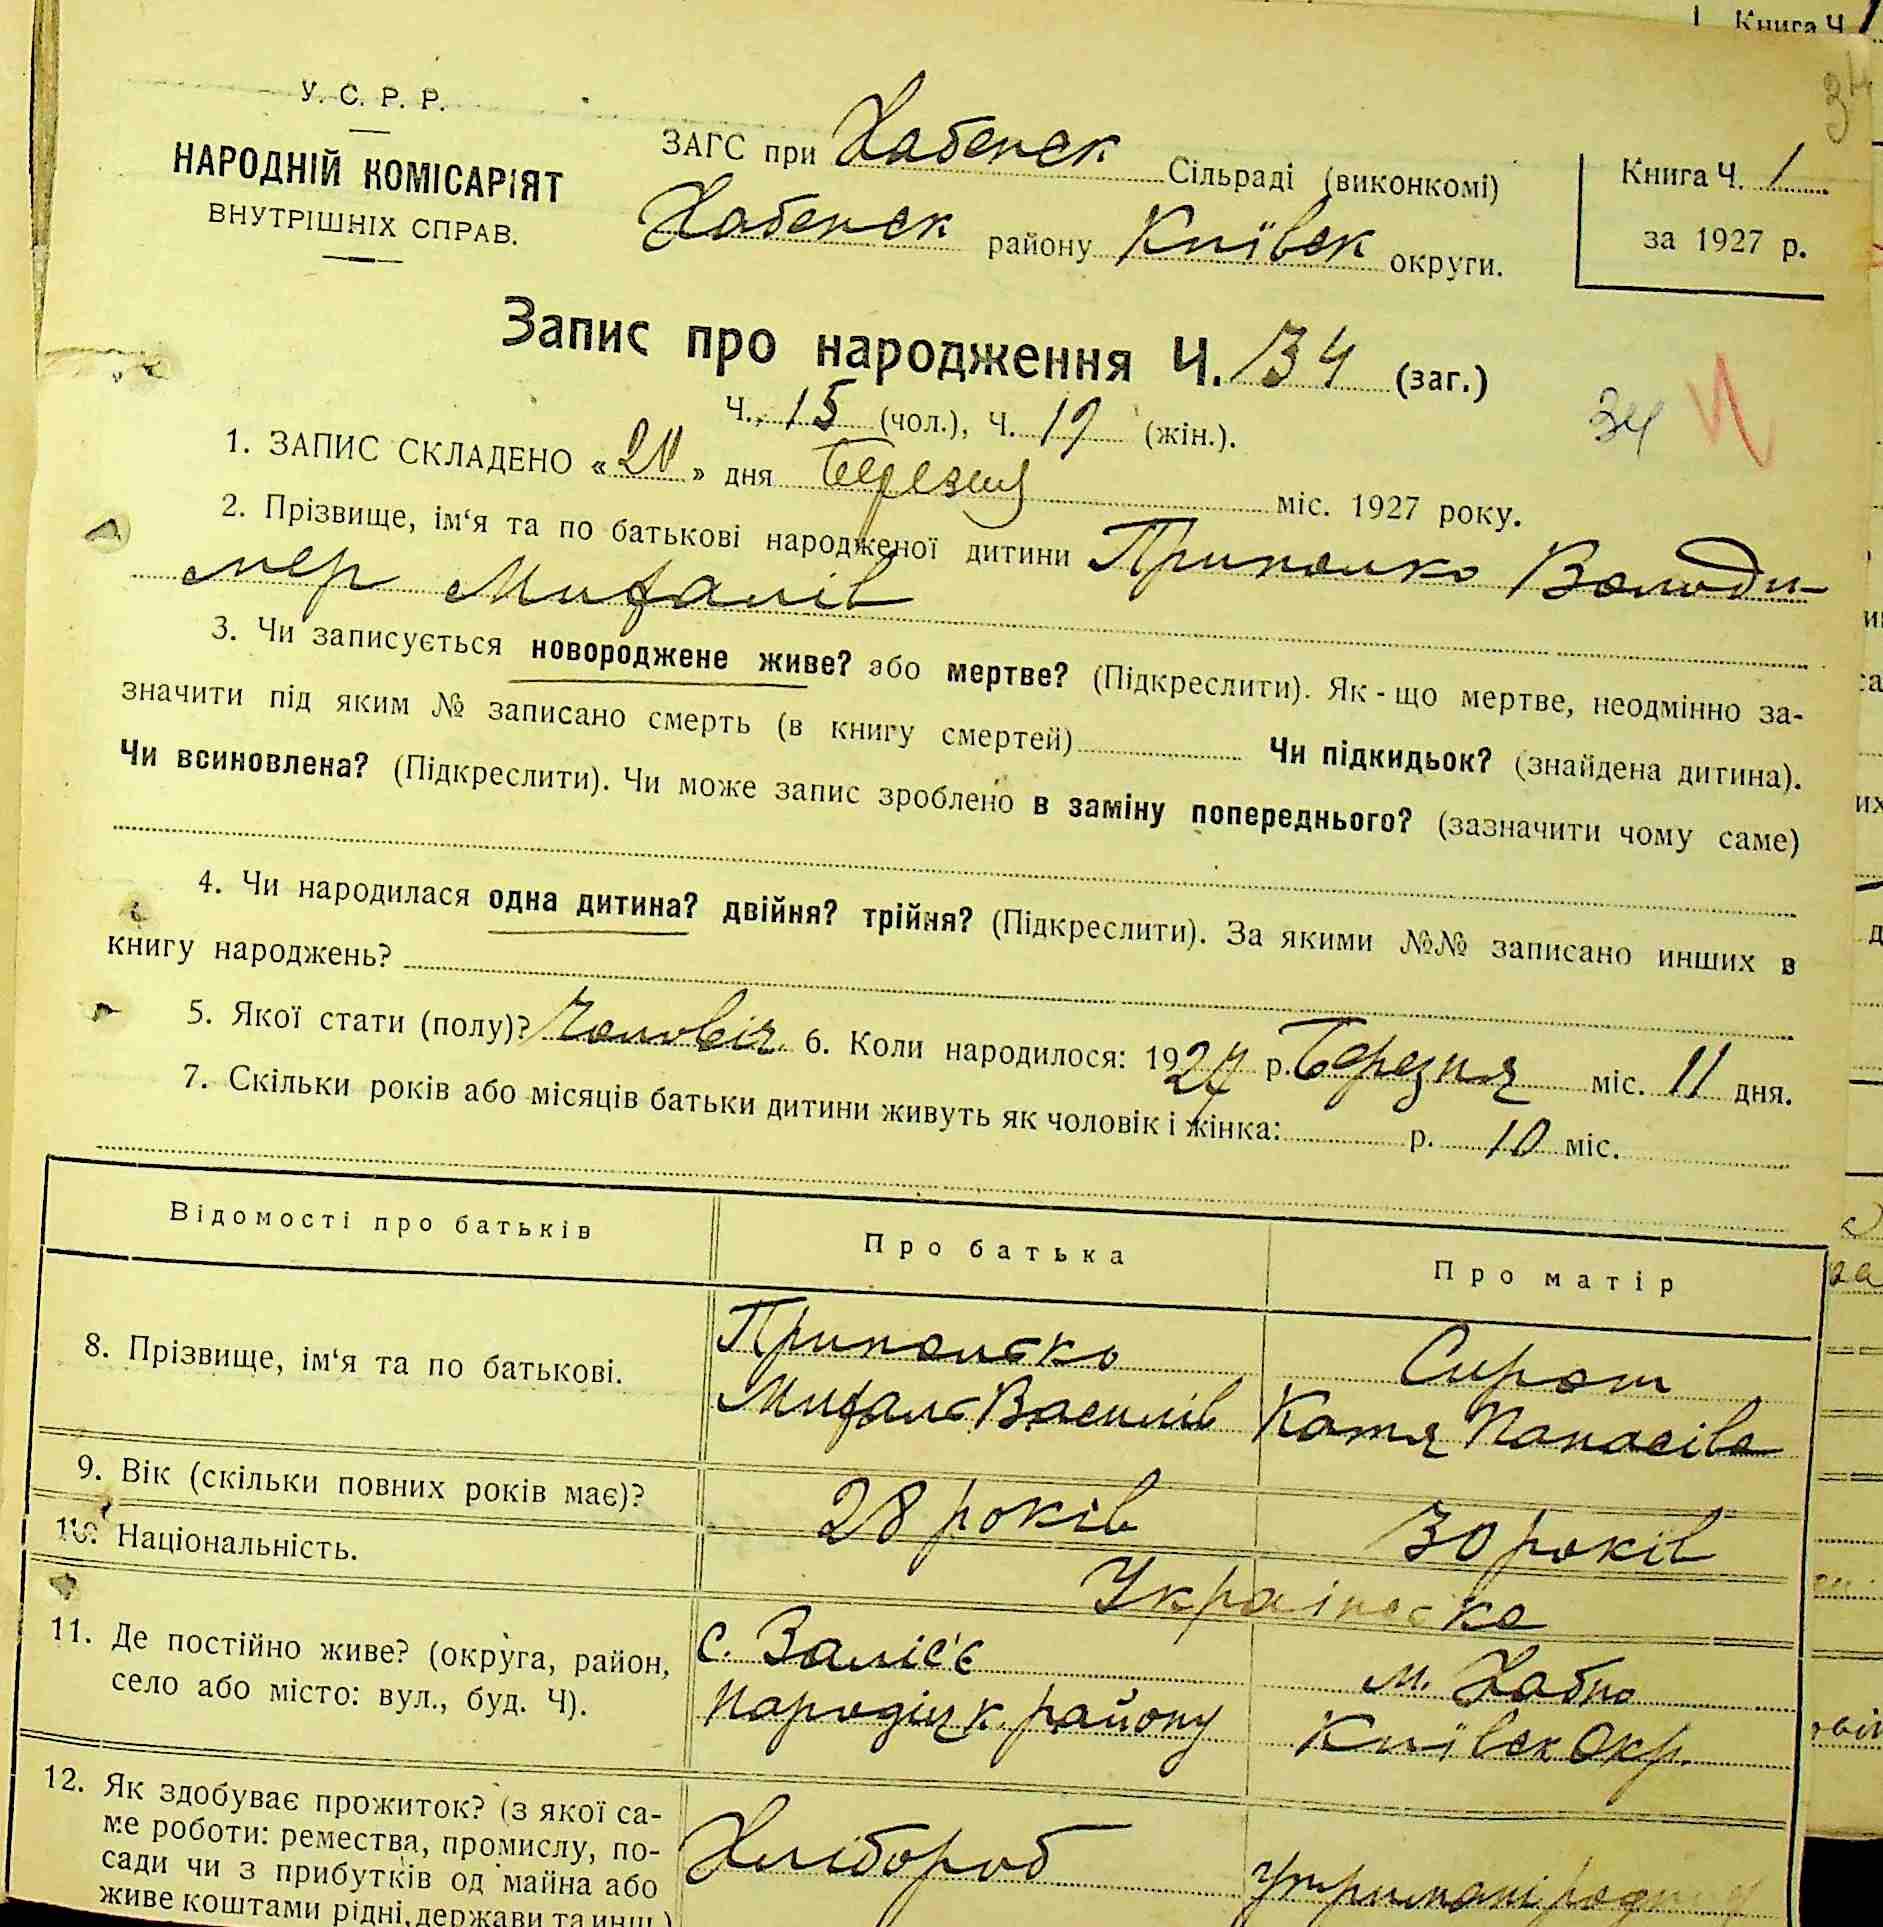 Книга Ч. 1
34
У. С. Р. Р.
НАРОДНІЙ КОМІСАРІЯТ
ВНУТРІШНІХ СПРАВ.
ЗАГС при Хабенск Сільраді (виконкомі)
Хабенск району Київск округи.
Книга Ч. 1
за 1927 р.
Запис про народження Ч. 34 (заг.)
Ч. 15 (чол.), Ч. 19 (жін.).
34
1. ЗАПИС СКЛАДЕНО « » дня Березня міс. 1927 року.
2. Прізвище, ім‘я та по батькові народженої дитини Володи-
мер Михалів
3. Чи записується новороджене живе? або мертве? (Підкреслити). Як-що мертве, неодмінно за-
значити під яким № записано смерть (в книгу смертей) Чи підкидьок? (знайдена дитина).
Чи всиновлена? (Підкреслити). Чи може запис зроблено в заміну попереднього? (зазначити чому саме)
4. Чи народилася одна дитина? двійня? трійня? (Підкреслити). За якими №№ записано инших в
книгу народжень?
5. Якої стати (полу)? Чоловіч. 6. Коли народилося: 1927 р. Березня міс. 11 дня.
7. Скільки років або місяців батьки дитини живуть як чоловік і жінка: р. 10 міс.
Відомості про батьків Про батька Про матір
8. Прізвище, ім‘я та по батькові.
Михаль Василів
Сирот
Катя Панасівс
9. Вік (скільки повних років має)? 28 років 30 років
10. Національність. Українська
11. Де постійно живе? (округа, район,
село або місто: вул., буд. Ч).
с. Заліс'є
Народіцк. району
м. Хабно
Київск Окр.
12. Як здобуває прожиток? (з якої са-
ме роботи: ремества, промислу, по-
сади чи з прибутків од майна або
живе коштами рідні, держави та инш.)
Хлібороб